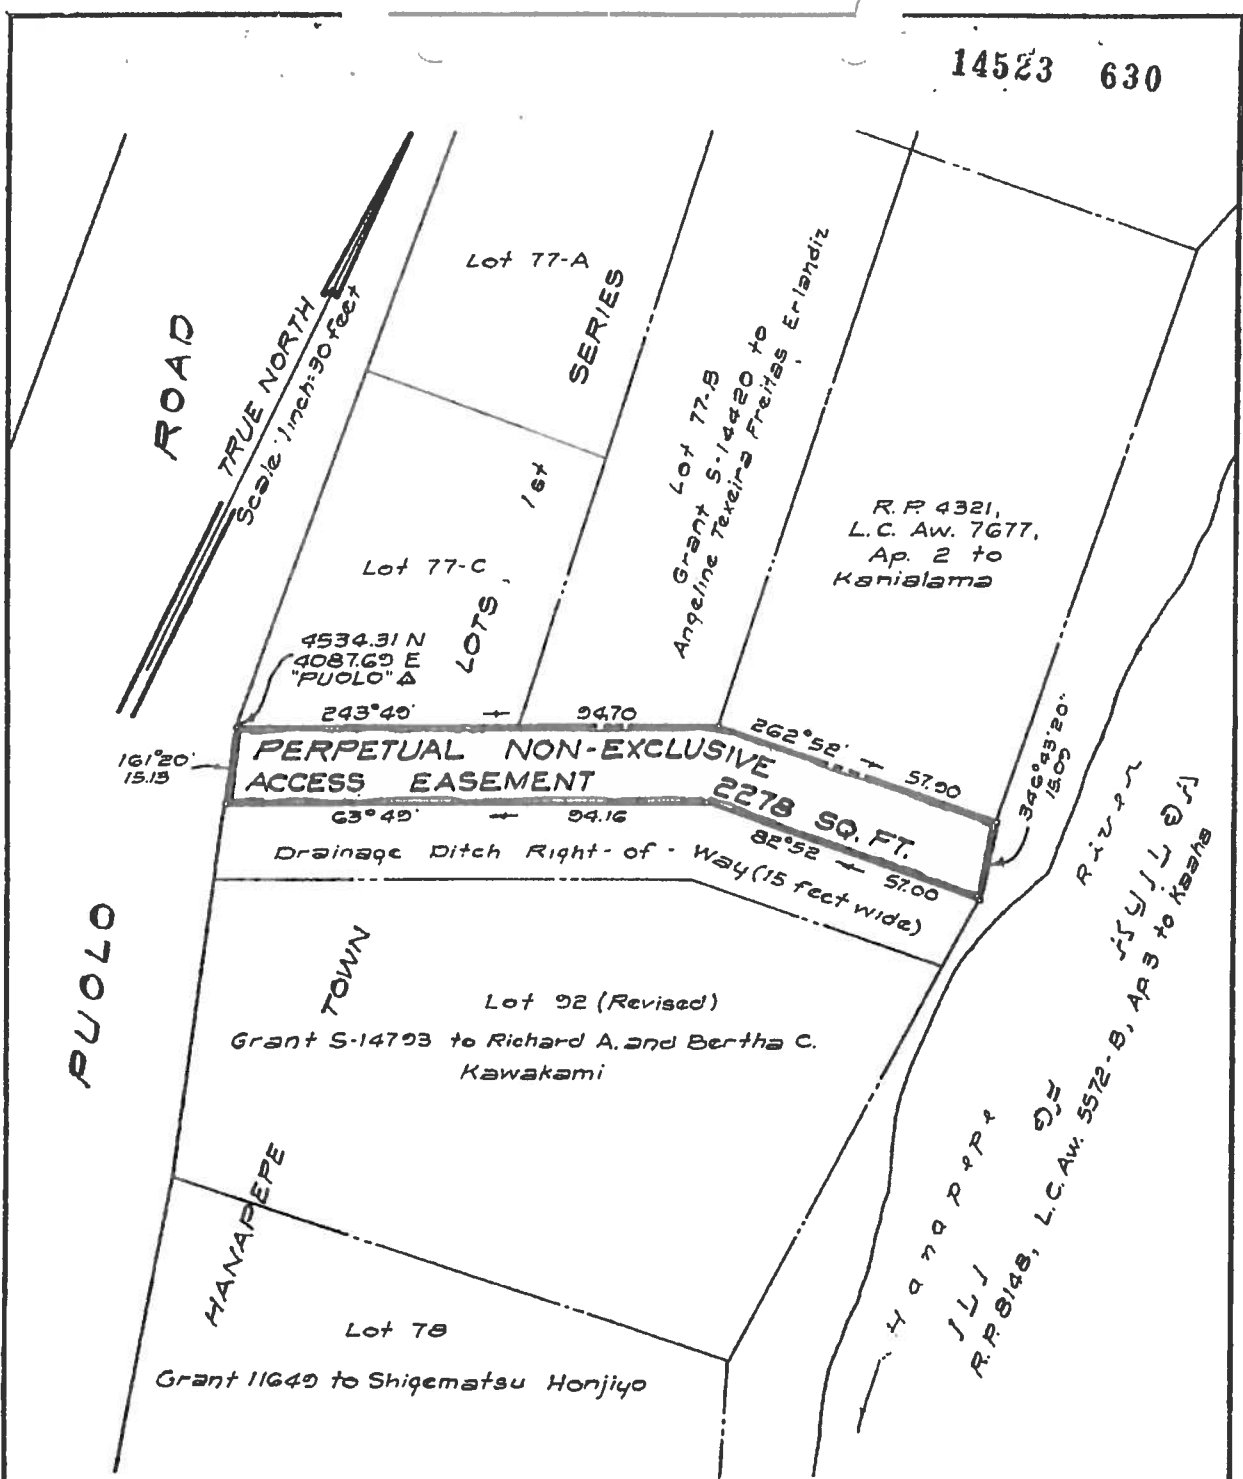 14523 630
Lot 77-A
SERIES
ROAD
TRUE NORTH
Scale: 1 inch=30 feet
Lot 77-B
Grant S-14420 to
Angeline Texeira Freitas Erlandiz
1st
R.P. 4321,
L.C. Aw. 7677,
Ap. 2 to
Kanialama
Lot 77-C
LOTS,
4534.31 N
4087.69 E
"PUOLO" Δ
243°49' 94.70
262°52' 57.90
161°20'
15.13
PERPETUAL NON-EXCLUSIVE
ACCESS EASEMENT
2278 SQ. FT.
346°43'20"
15.09
63°49' 94.16
82°52' 57.00
Drainage Ditch Right-of-Way (15 feet wide)
River
PUOLO
TOWN
Lot 92 (Revised)
Grant S-14793 to Richard A. and Bertha C.
Kawakami
Hanapepe
R.P. 8148, L.C. Aw. 5572-B, Ap. 3 to Kaaha
HANAPEPE
Lot 78
Grant 11649 to Shigematsu Honjiyo